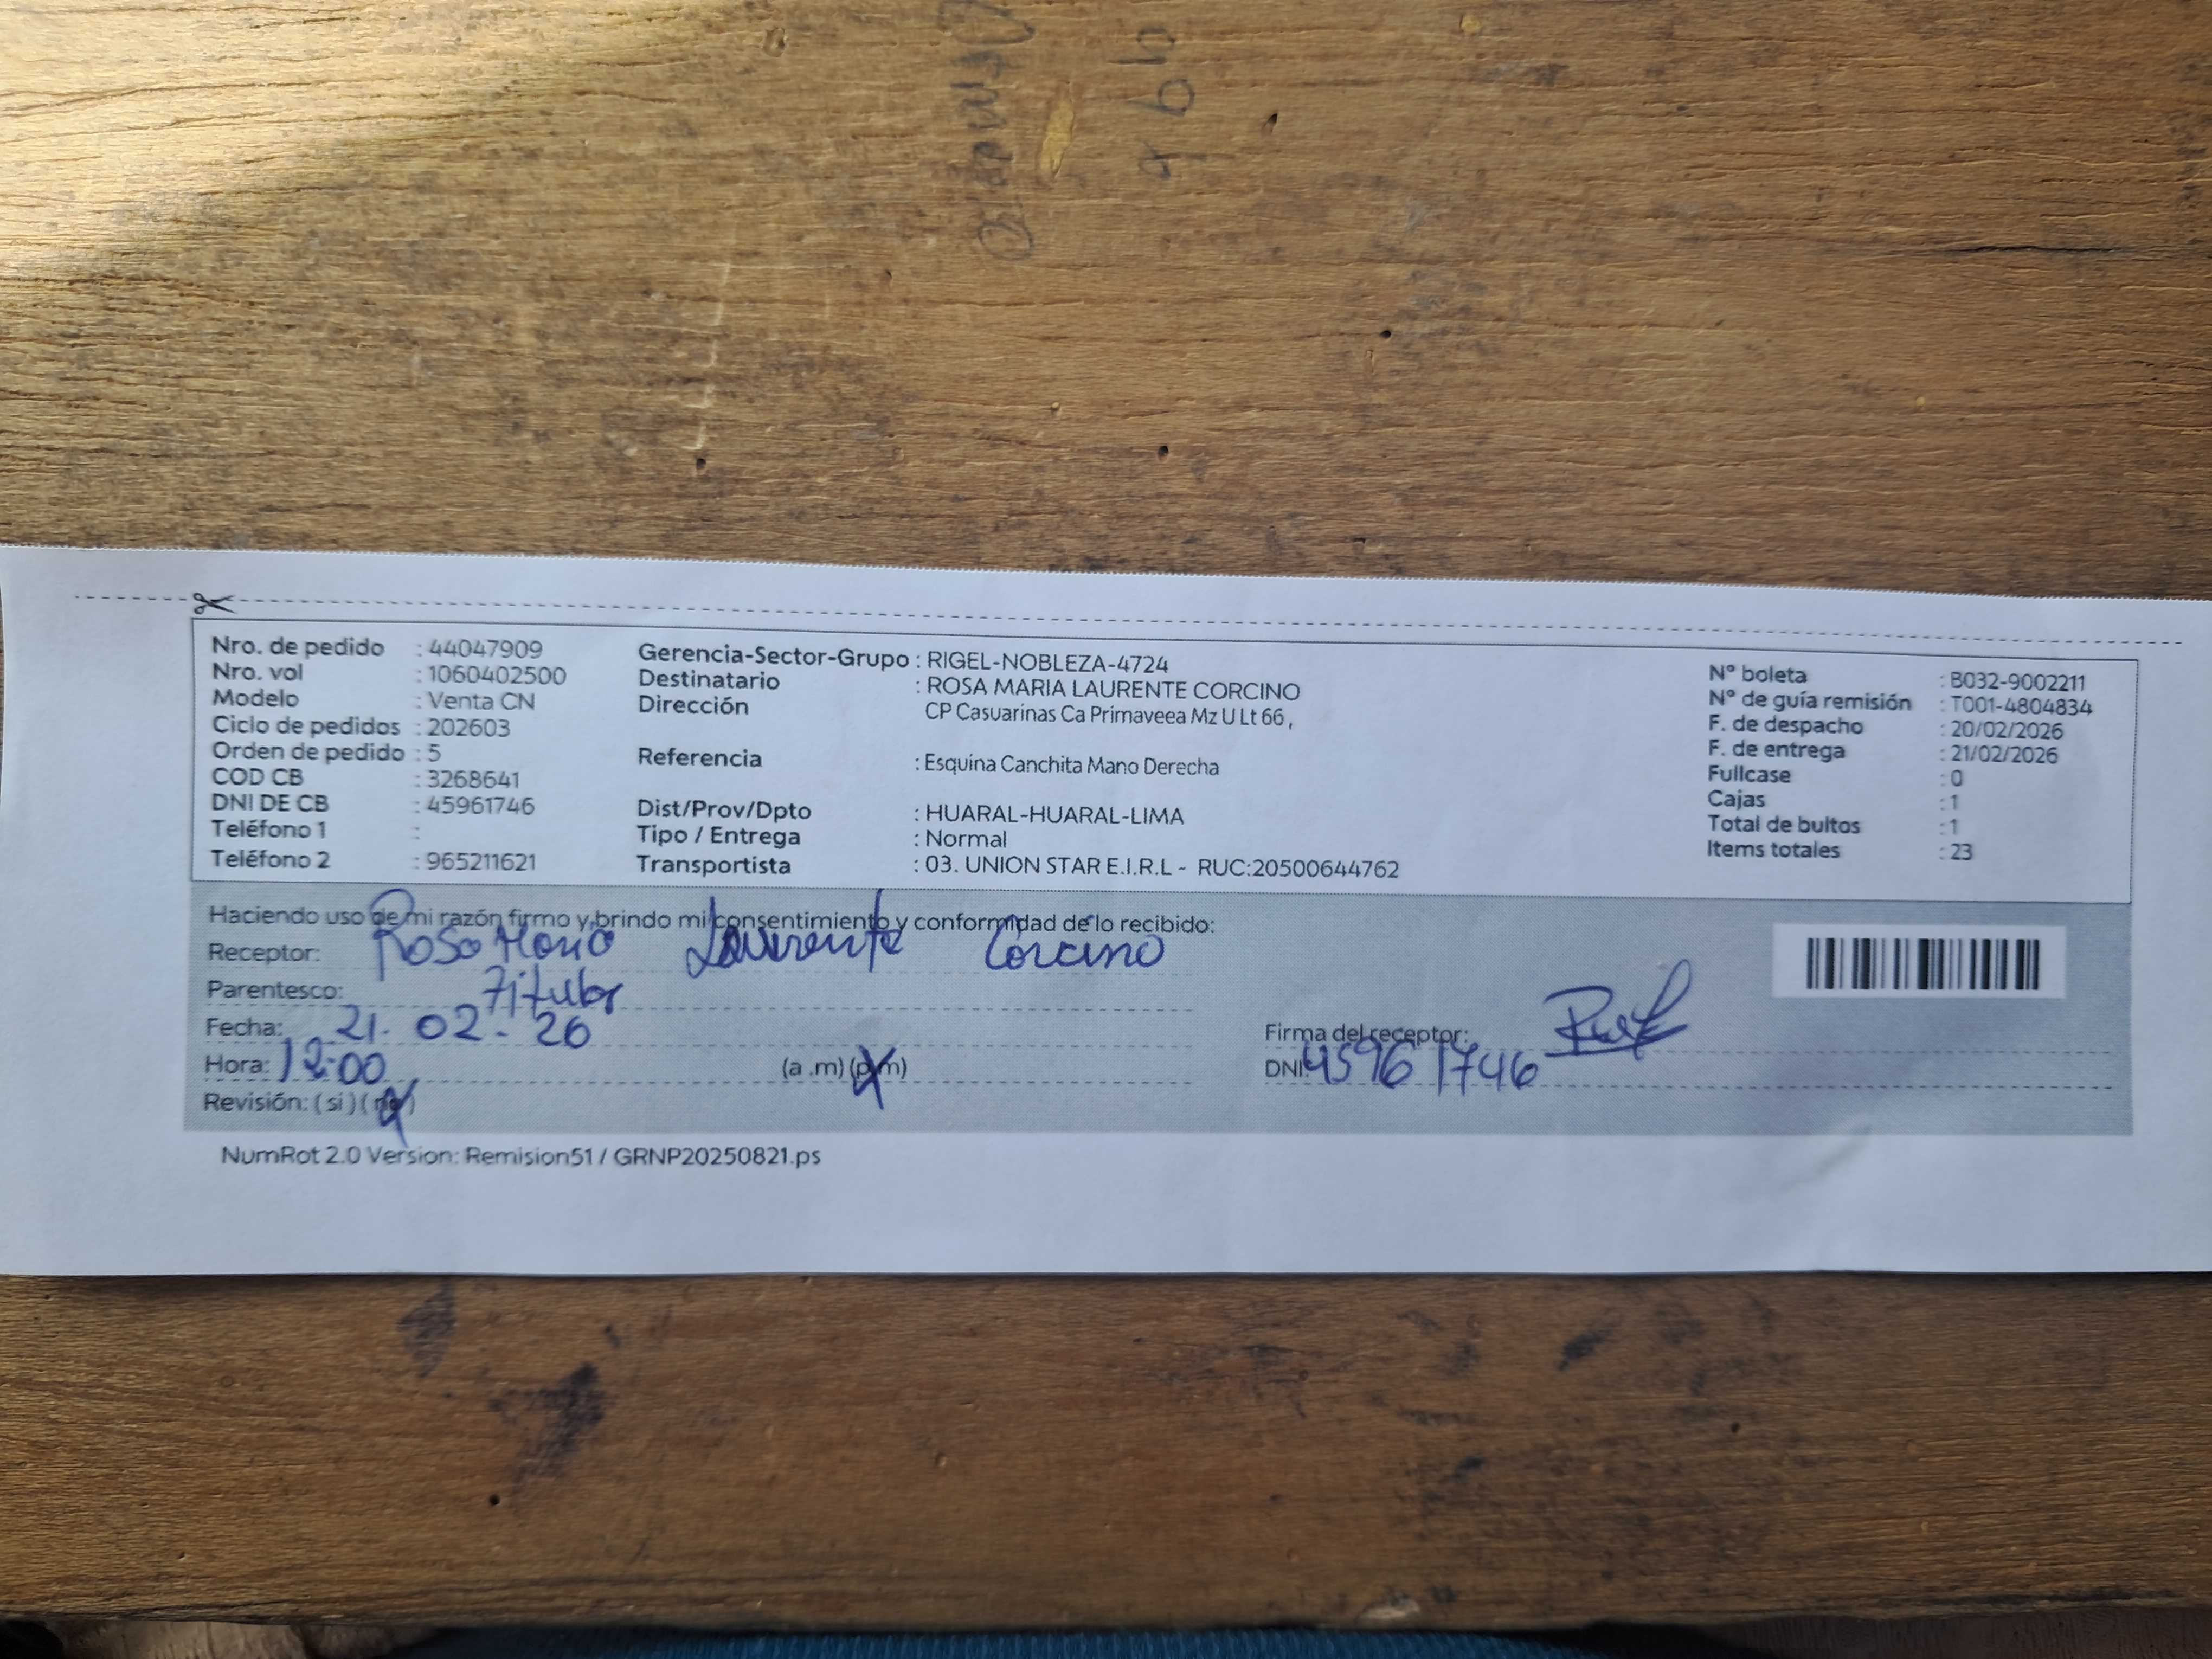 Nro. de pedido : 44047909
Nro. vol : 1060402500
Modelo : Venta CN
Ciclo de pedidos : 202603
Orden de pedido : 5
COD CB : 3268641
DNI DE CB : 45961746
Teléfono 1 :
Teléfono 2 : 965211621
Gerencia-Sector-Grupo : RIGEL-NOBLEZA-4724
Destinatario : ROSA MARIA LAURENTE CORCINO
Dirección CP Casuarinas Ca Primaveea Mz U Lt 66 ,
Referencia : Esquina Canchita Mano Derecha
Dist/Prov/Dpto : HUARAL-HUARAL-LIMA
Tipo / Entrega : Normal
Transportista : 03. UNION STAR E.I.R.L - RUC:20500644762
N° boleta : B032-9002211
N° de guía remisión : T001-4804834
F. de despacho : 20/02/2026
F. de entrega : 21/02/2026
Fullcase : 0
Cajas : 1
Total de bultos : 1
Items totales : 23
Haciendo uso de mi razón firmo y brindo mi consentimiento y conformidad de lo recibido:
Receptor: Rosa Maria Laurente Corcino
Parentesco: Titular
Fecha: 21. 02 - 26
Hora: 12:00 (a .m) (p.m)
Revisión: ( si ) ( no )
Firma del receptor:
DNI: 45961746
NumRot 2.0 Version: Remision51 / GRNP20250821.ps